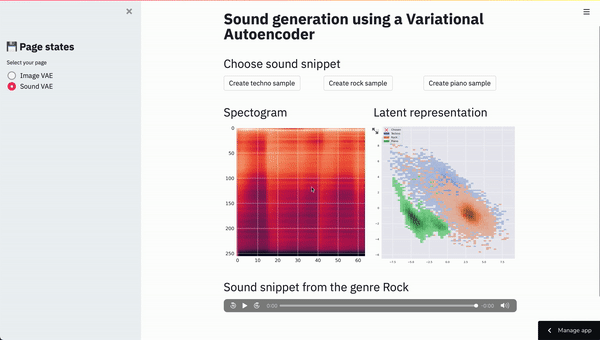 Page states
Select your page
Image VAE
Sound VAE
Sound generation using a Variational
Autoencoder
Choose sound snippet
Create techno sample
Create rock sample
Create piano sample
Spectogram
Latent representation
0
50
100
150
200
250
0 10 20 30 40 50 60
Sound snippet from the genre Rock
0:00
-0:00
Manage app